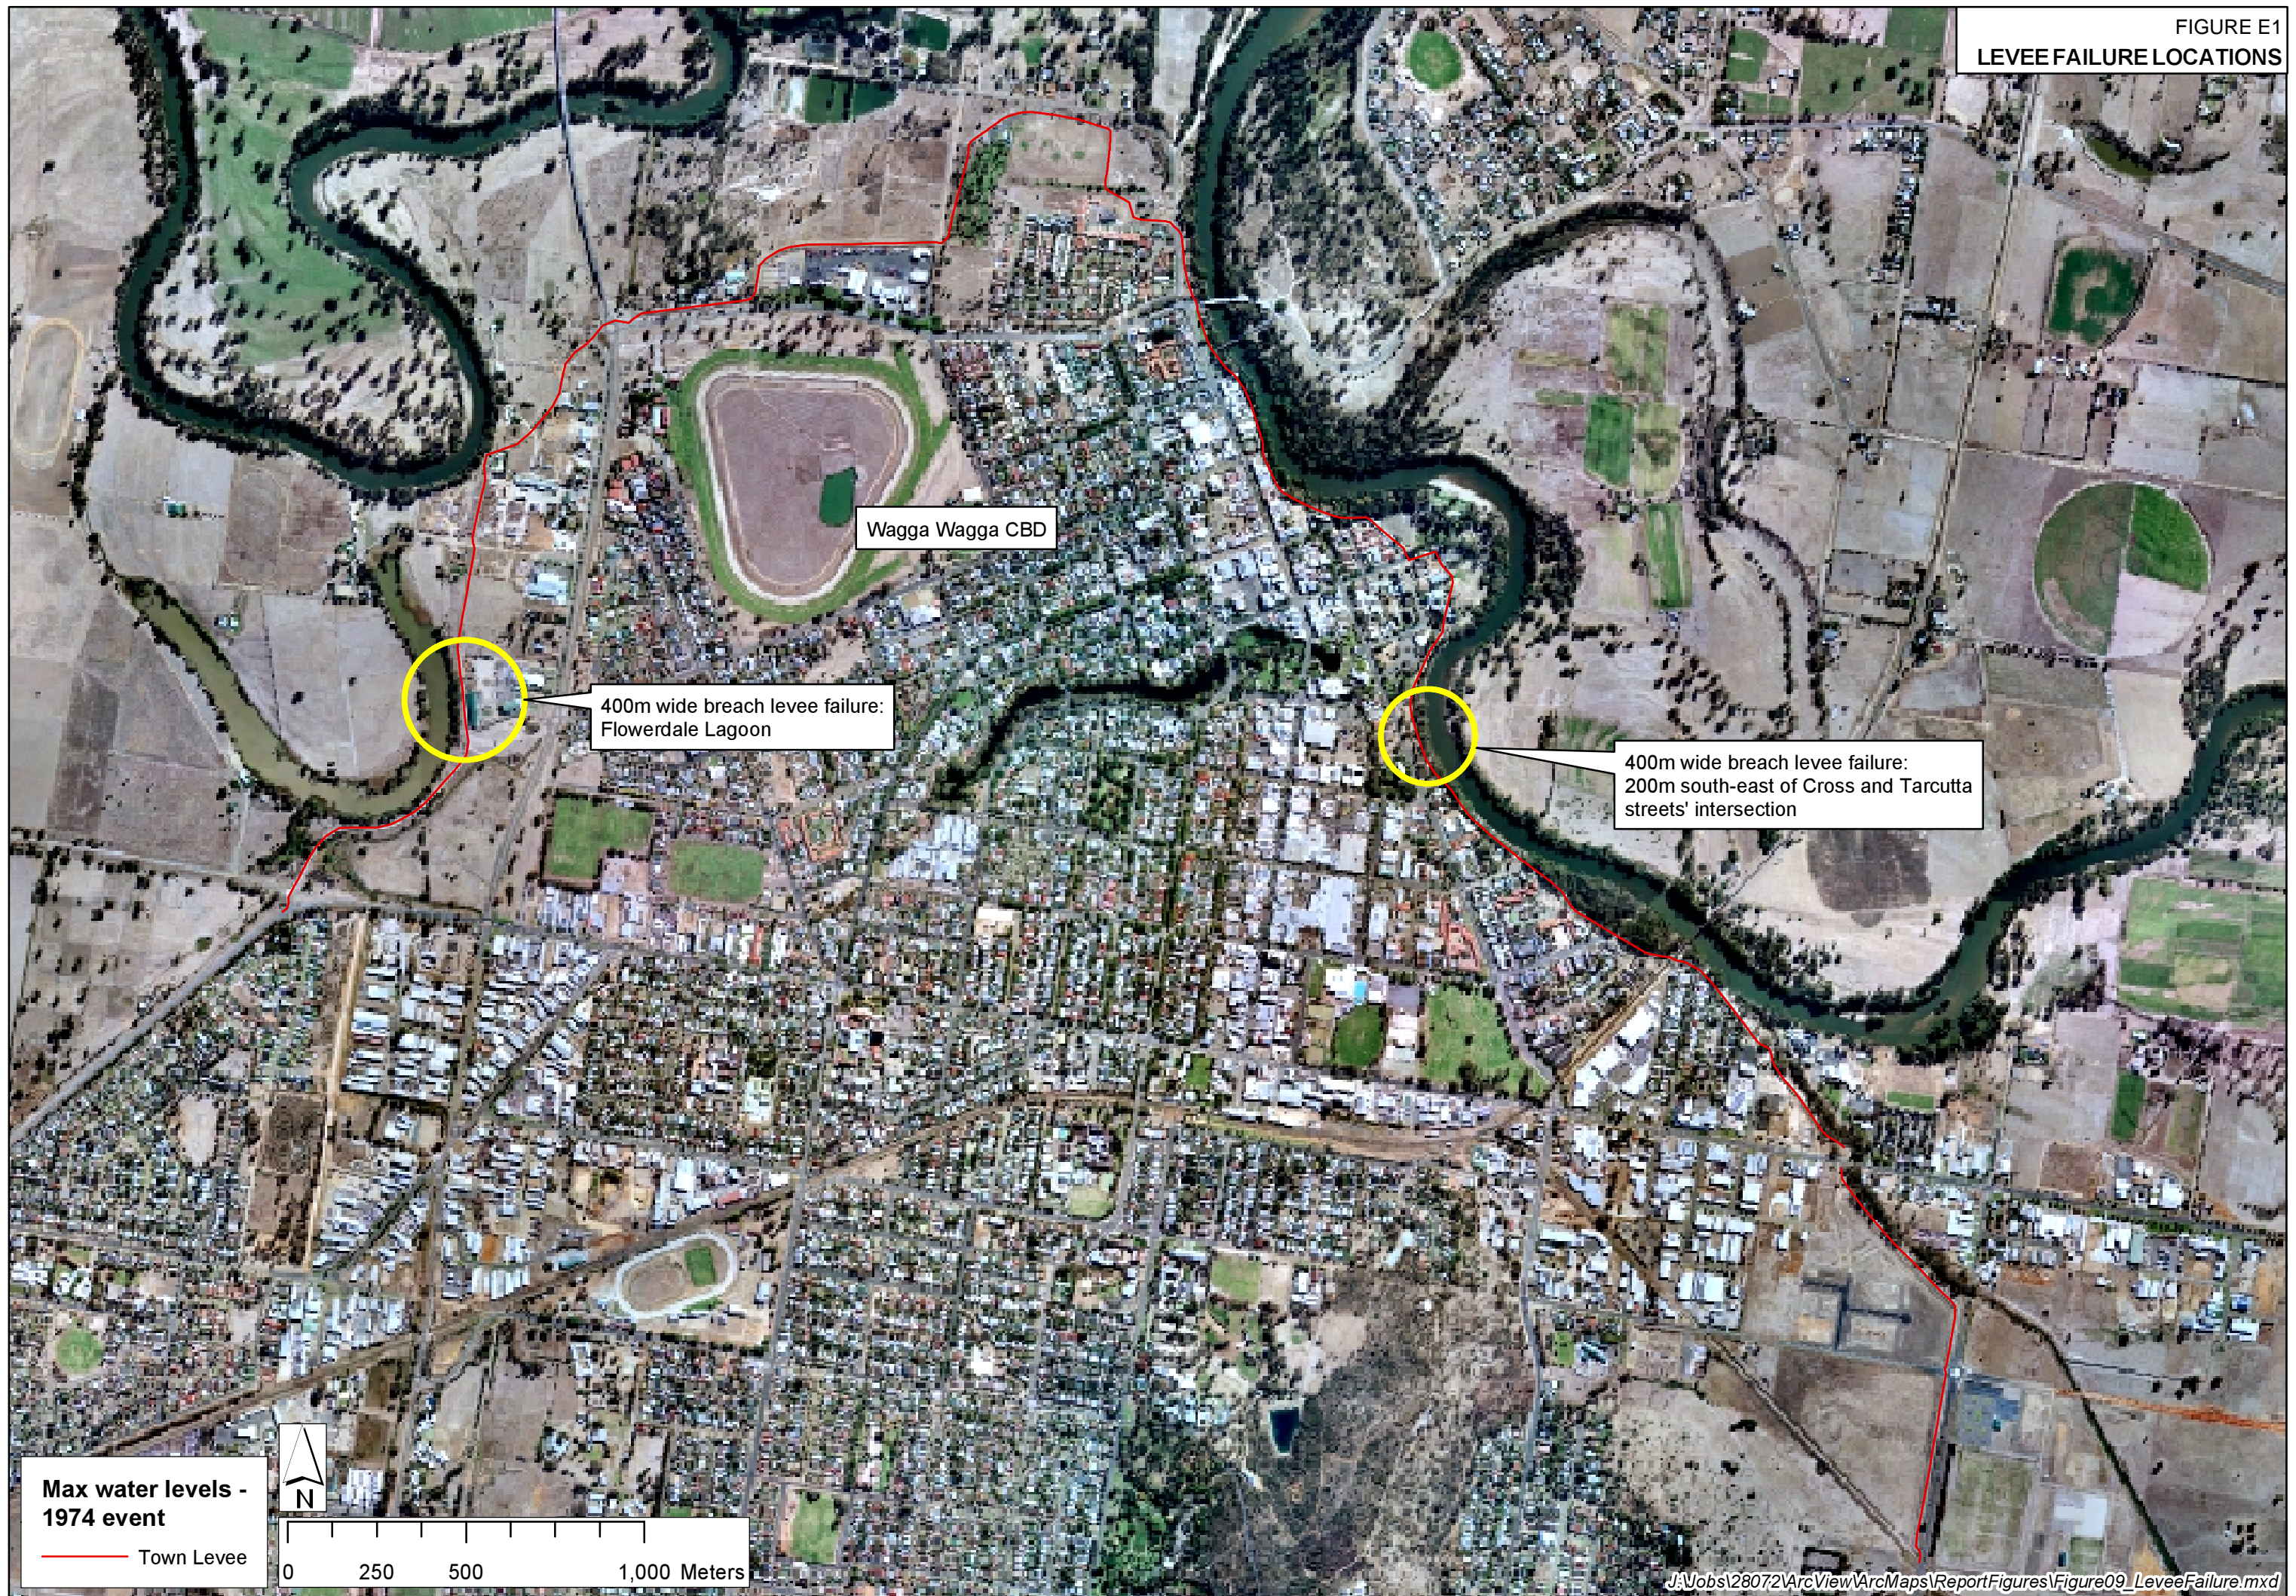 FIGURE E1
LEVEE FAILURE LOCATIONS
Wagga Wagga CBD
400m wide breach levee failure:
Flowerdale Lagoon
400m wide breach levee failure:
200m south-east of Cross and Tarcutta
streets' intersection
Max water levels -
1974 event
Town Levee
N
0 250 500 1,000 Meters
J:\Jobs\28072\ArcView\ArcMaps\ReportFigures\Figure09_LeveeFailure.mxd